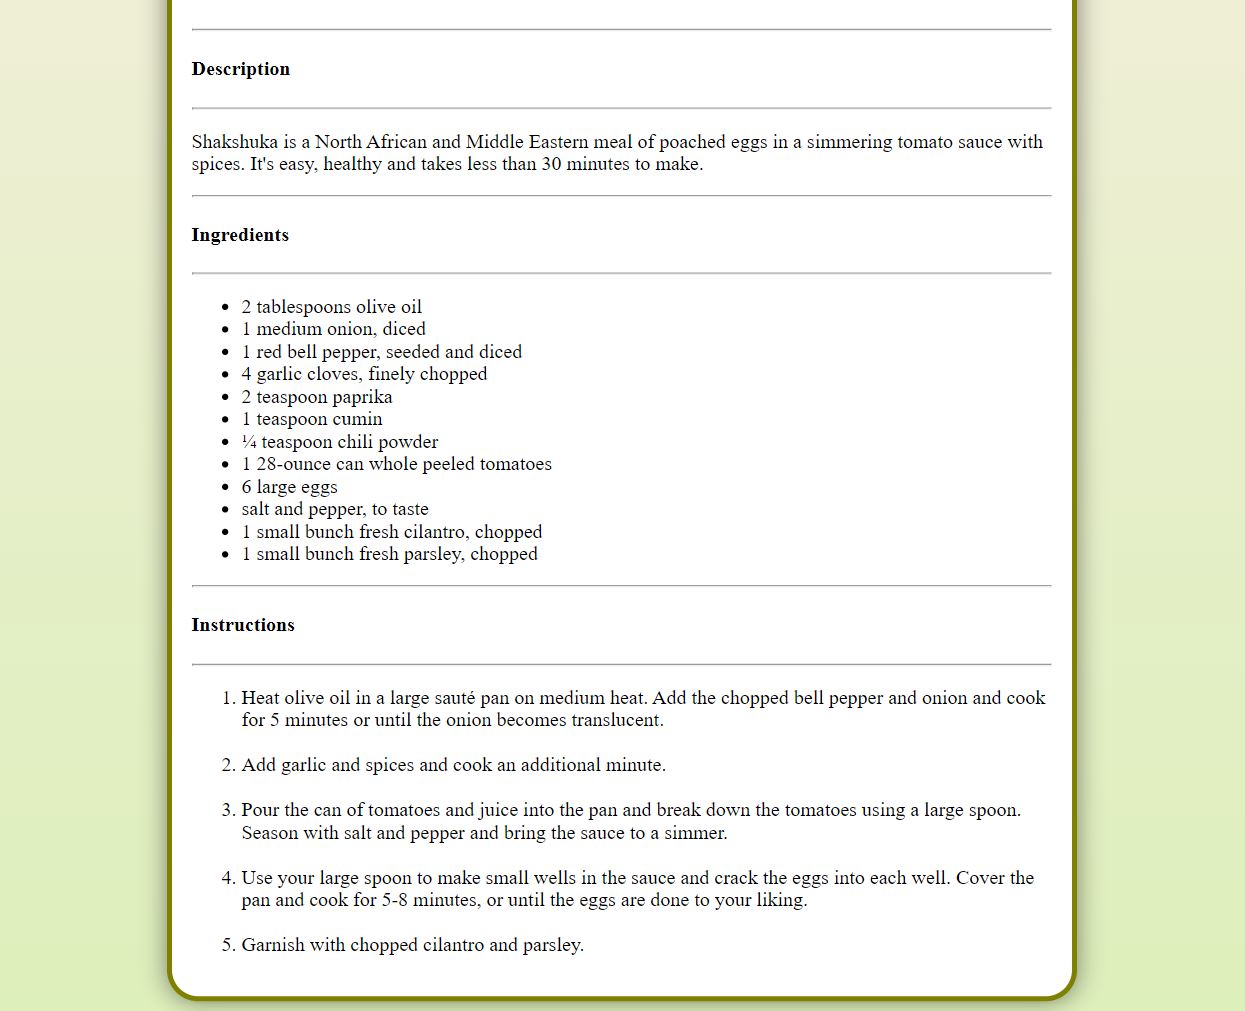 Description
Shakshuka is a North African and Middle Eastern meal of poached eggs in a simmering tomato sauce with
spices. It's easy, healthy and takes less than 30 minutes to make.
Ingredients
• 2 tablespoons olive oil
• 1 medium onion, diced
• 1 red bell pepper, seeded and diced
• 4 garlic cloves, finely chopped
• 2 teaspoon paprika
• 1 teaspoon cumin
• ¼ teaspoon chili powder
• 1 28-ounce can whole peeled tomatoes
• 6 large eggs
• salt and pepper, to taste
• 1 small bunch fresh cilantro, chopped
• 1 small bunch fresh parsley, chopped
Instructions
1. Heat olive oil in a large sauté pan on medium heat. Add the chopped bell pepper and onion and cook
for 5 minutes or until the onion becomes translucent.
2. Add garlic and spices and cook an additional minute.
3. Pour the can of tomatoes and juice into the pan and break down the tomatoes using a large spoon.
Season with salt and pepper and bring the sauce to a simmer.
4. Use your large spoon to make small wells in the sauce and crack the eggs into each well. Cover the
pan and cook for 5-8 minutes, or until the eggs are done to your liking.
5. Garnish with chopped cilantro and parsley.